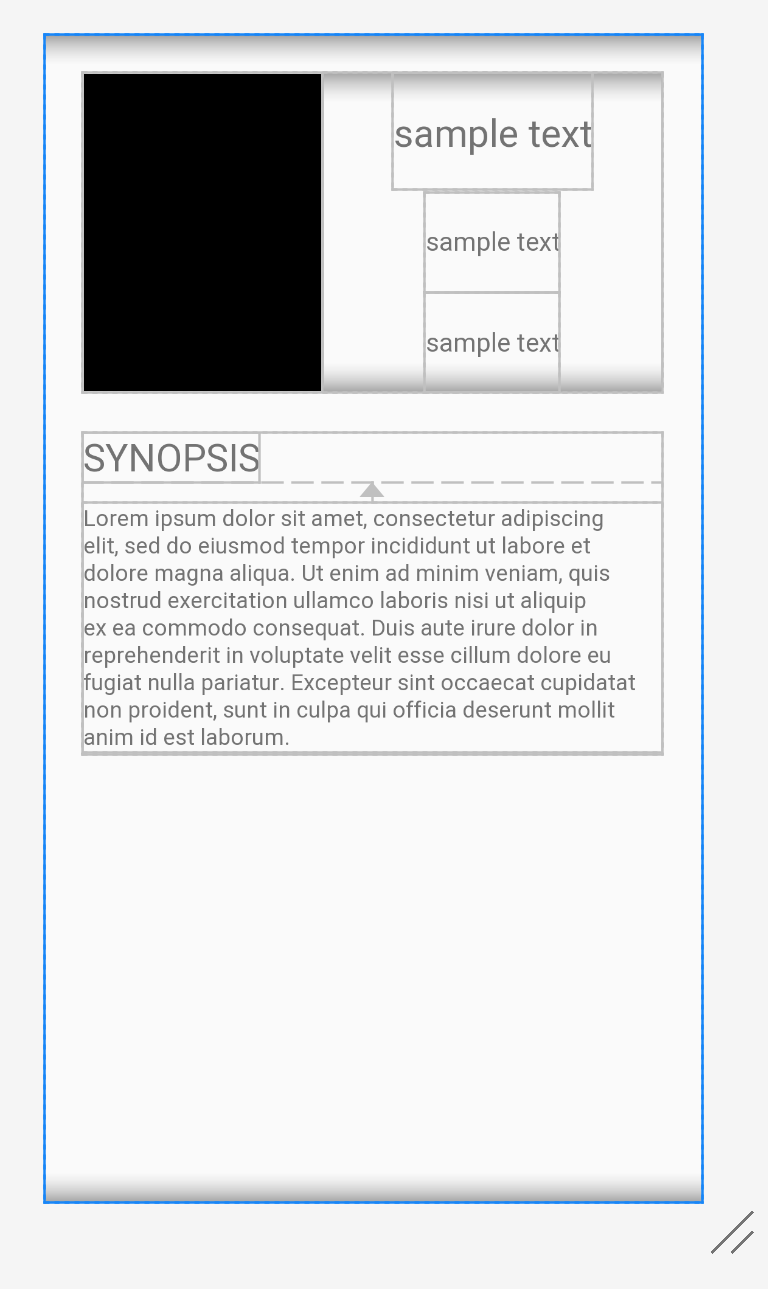 sample text
sample text
sample text
SYNOPSIS
Lorem ipsum dolor sit amet, consectetur adipiscing
elit, sed do eiusmod tempor incididunt ut labore et
dolore magna aliqua. Ut enim ad minim veniam, quis
nostrud exercitation ullamco laboris nisi ut aliquip
ex ea commodo consequat. Duis aute irure dolor in
reprehenderit in voluptate velit esse cillum dolore eu
fugiat nulla pariatur. Excepteur sint occaecat cupidatat
non proident, sunt in culpa qui officia deserunt mollit
anim id est laborum.